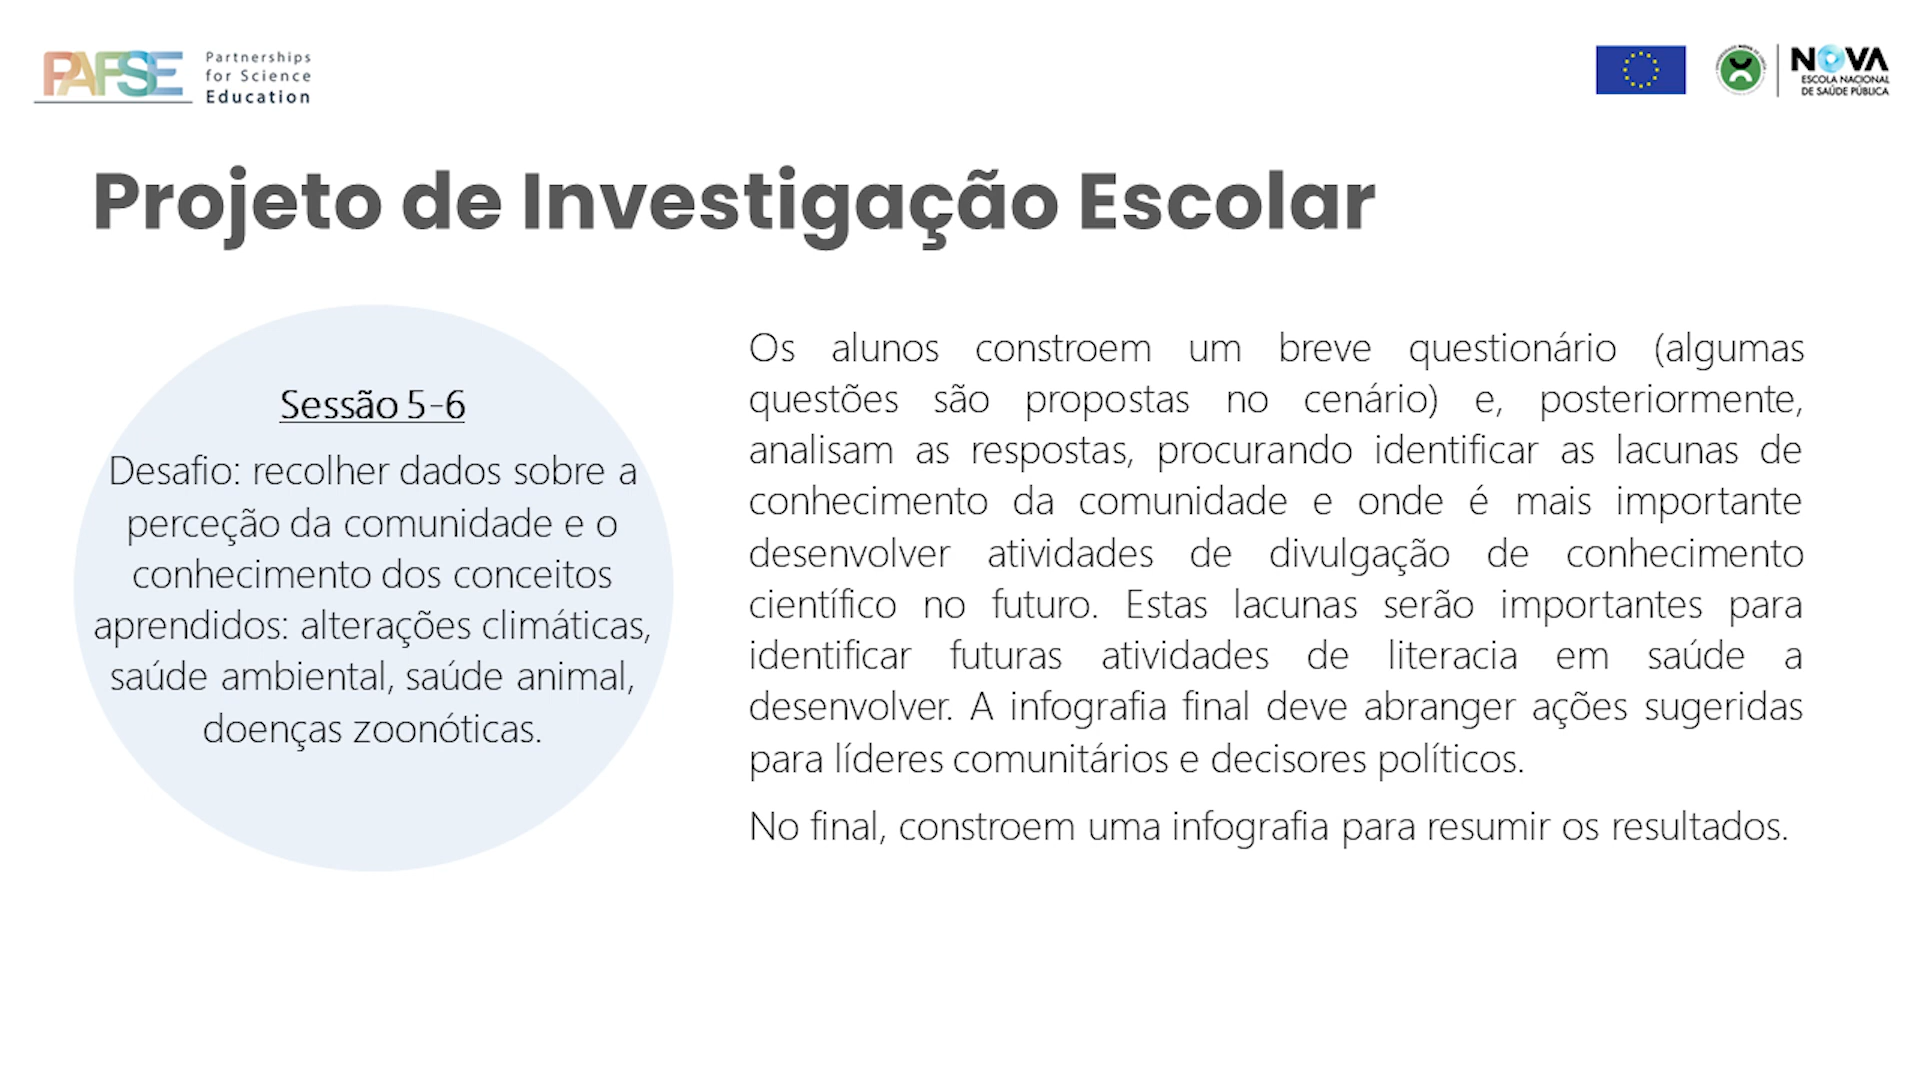 PAFSE
Partnerships
for Science
Education
NOVA
ESCOLA NACIONAL
DE SAÚDE PÚBLICA
Projeto de Investigação Escolar
Sessão 5-6
Desafio: recolher dados sobre a
perceção da comunidade e o
conhecimento dos conceitos
aprendidos: alterações climáticas,
saúde ambiental, saúde animal,
doenças zoonóticas.
Os alunos constroem um breve questionário (algumas
questões são propostas no cenário) e, posteriormente,
analisam as respostas, procurando identificar as lacunas de
conhecimento da comunidade e onde é mais importante
desenvolver atividades de divulgação de conhecimento
científico no futuro. Estas lacunas serão importantes para
identificar futuras atividades de literacia em saúde a
desenvolver. A infografia final deve abranger ações sugeridas
para líderes comunitários e decisores políticos.
No final, constroem uma infografia para resumir os resultados.